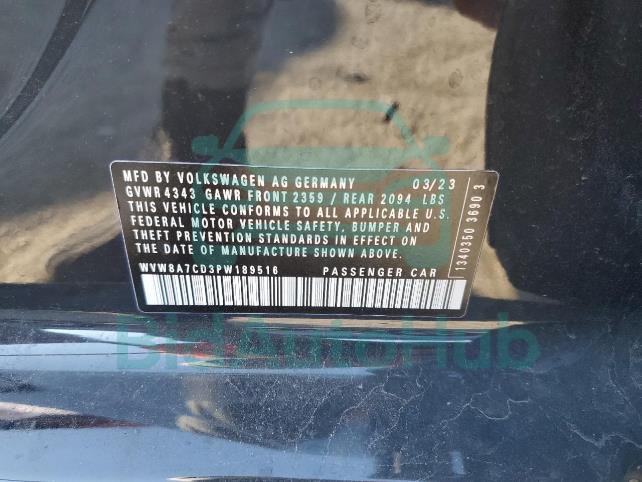 MFD BY VOLKSWAGEN AG GERMANY 03/23
GVWR 4343 GAWR FRONT 2359 / REAR 2094 LBS
THIS VEHICLE CONFORMS TO ALL APPLICABLE U.S.
FEDERAL MOTOR VEHICLE SAFETY, BUMPER AND
THEFT PREVENTION STANDARDS IN EFFECT ON
THE DATE OF MANUFACTURE SHOWN ABOVE.
WVW8A7CD3PW189516 PASSENGER CAR
1340350 3690 3
BidAutoHub